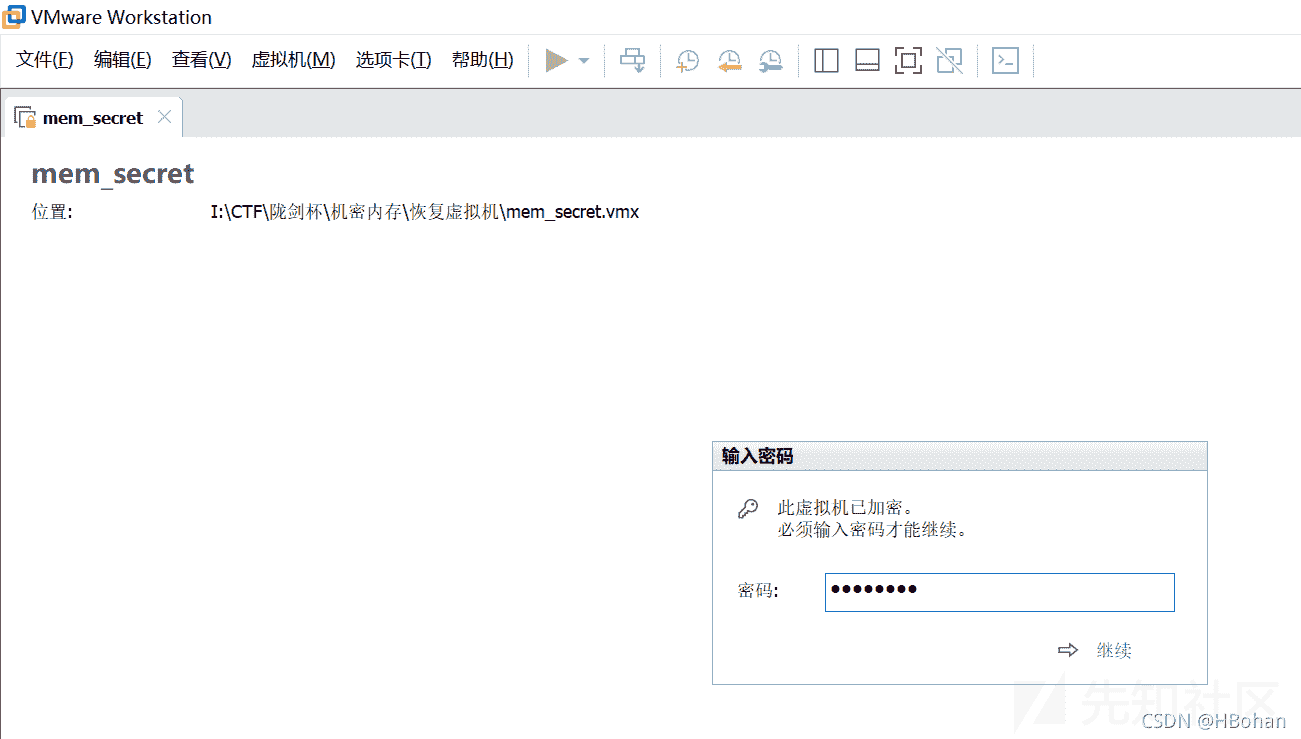 VMware Workstation
文件(F) 编辑(E) 查看(V) 虚拟机(M) 选项卡(T) 帮助(H)
mem_secret
mem_secret
位置: I:\CTF\陇剑杯\机密内存\恢复虚拟机\mem_secret.vmx
输入密码
此虚拟机已加密。
必须输入密码才能继续。
密码: ●●●●●●●●
继续
先知社区
CSDN @HBohan